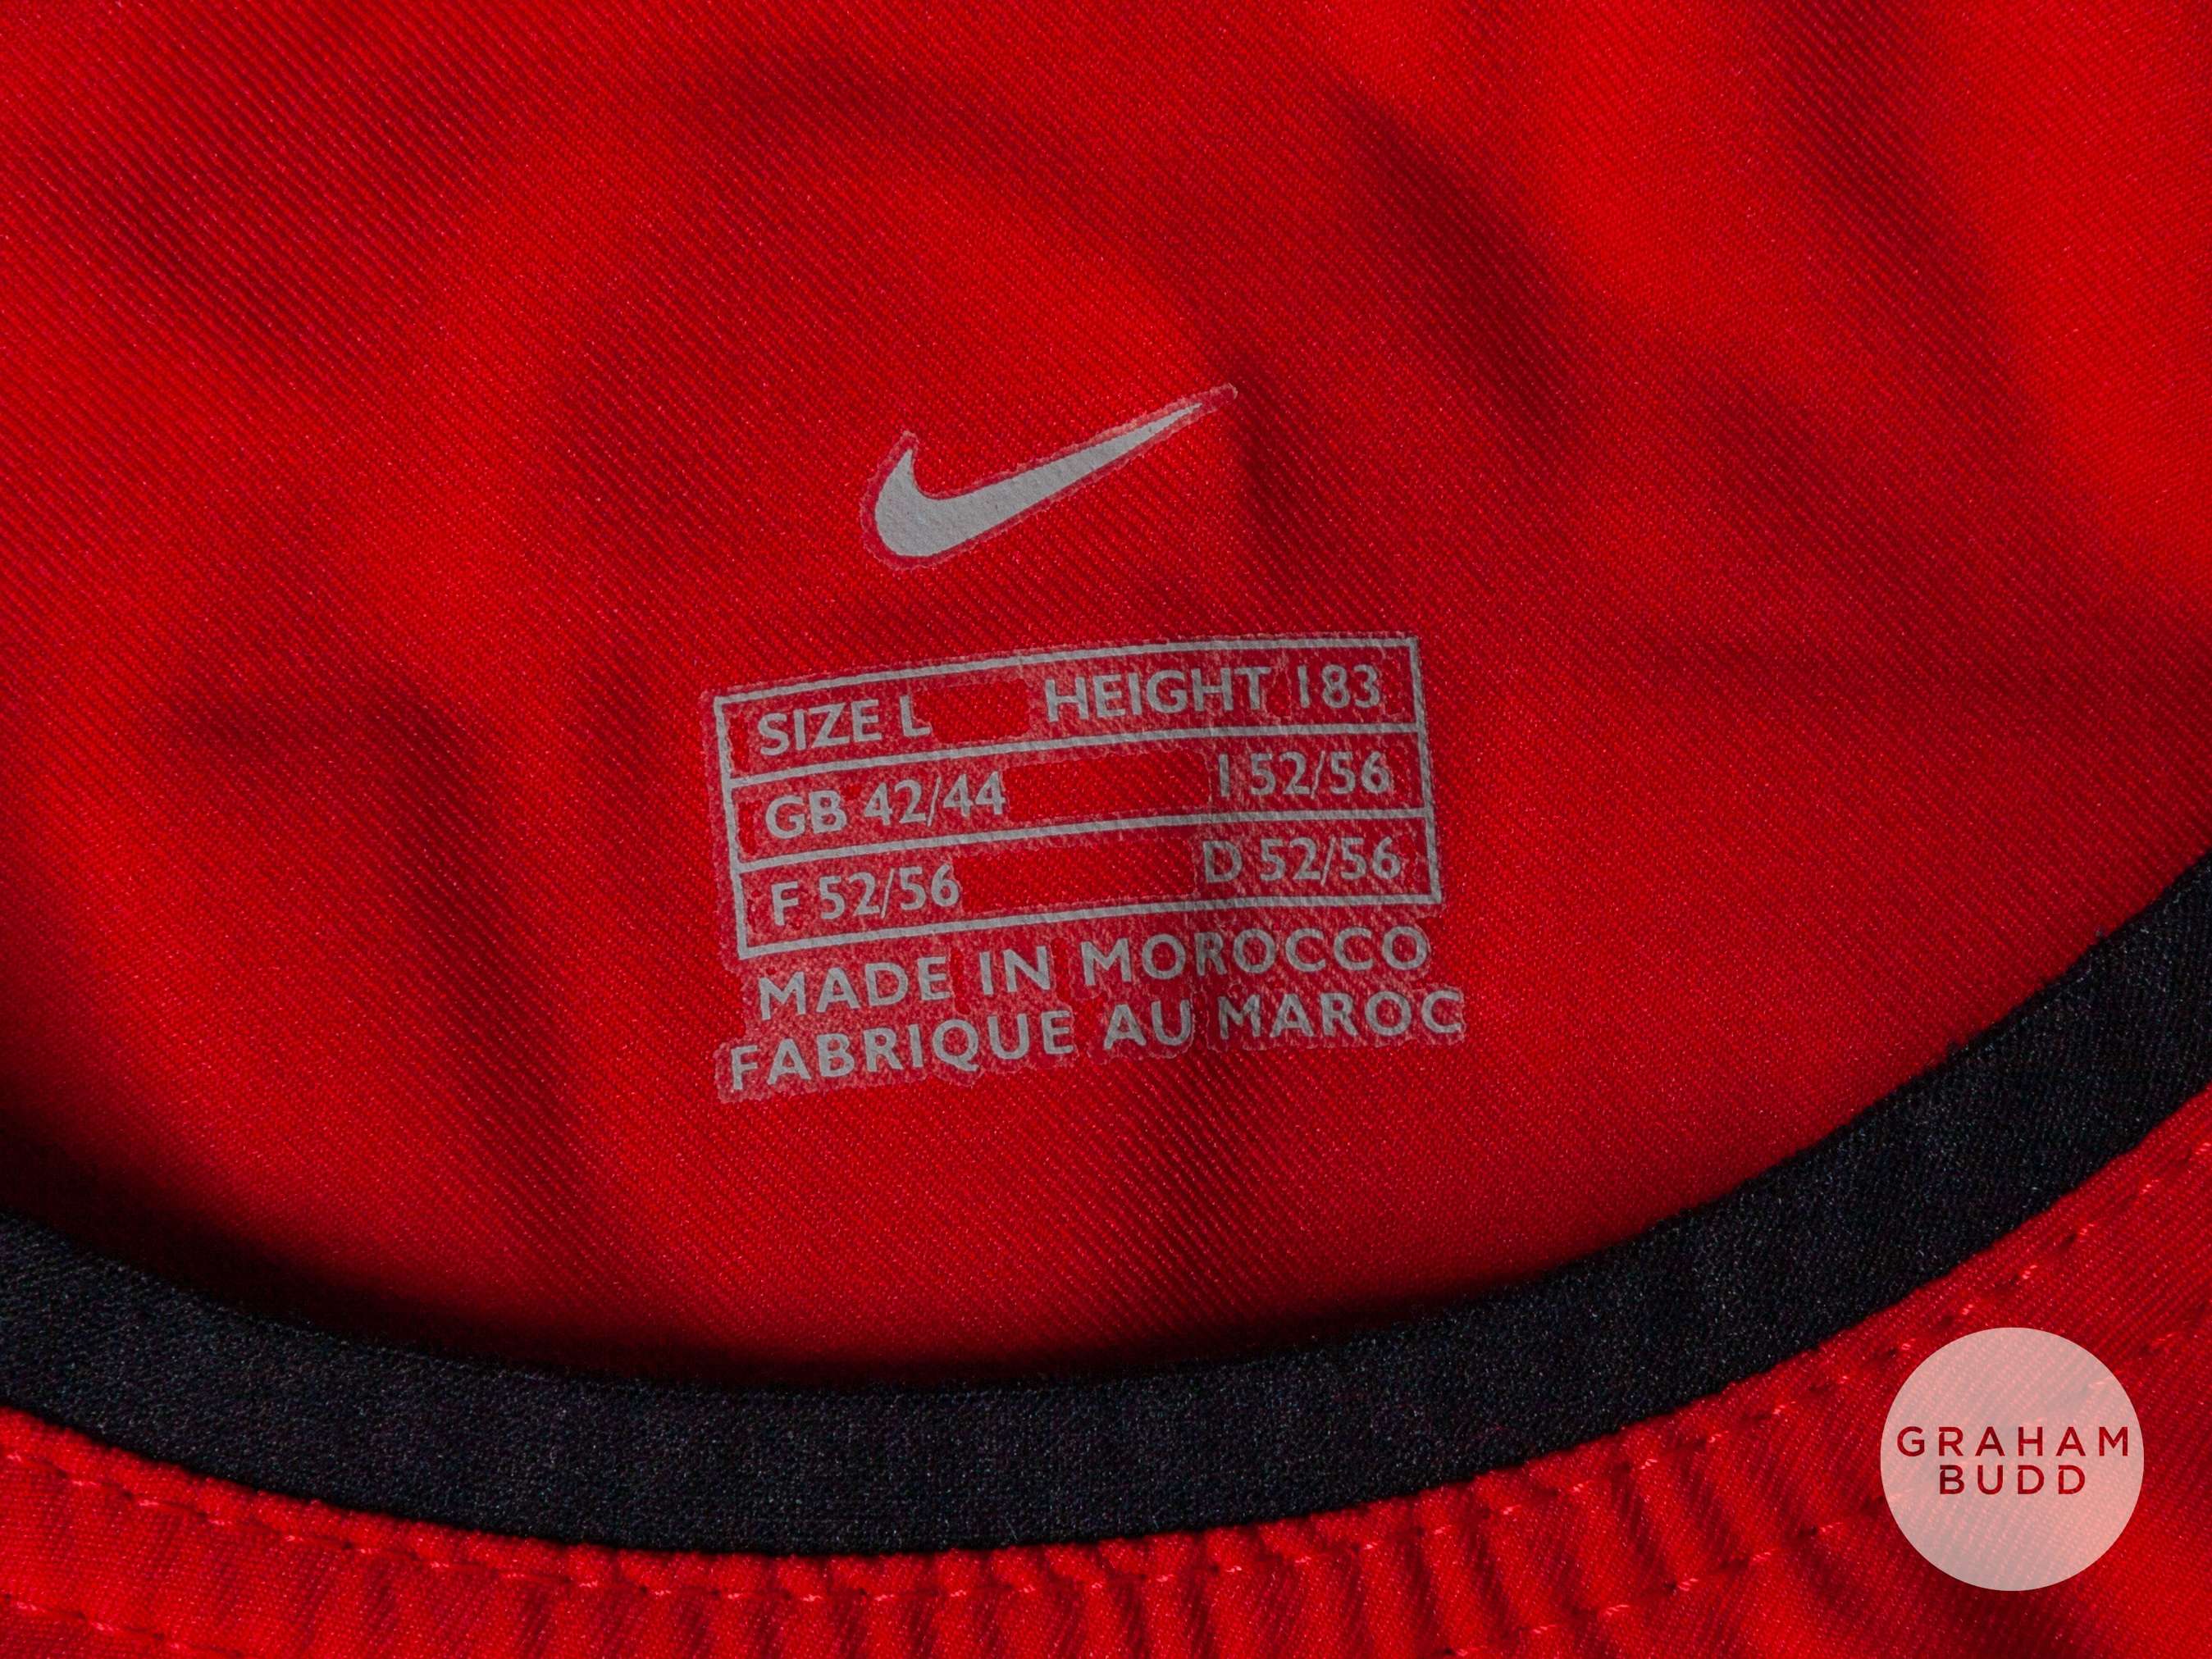 SIZE L HEIGHT 183
GB 42/44 I 52/56
F 52/56 D 52/56
MADE IN MOROCCO
FABRIQUE AU MAROC
GRAHAM
BUDD